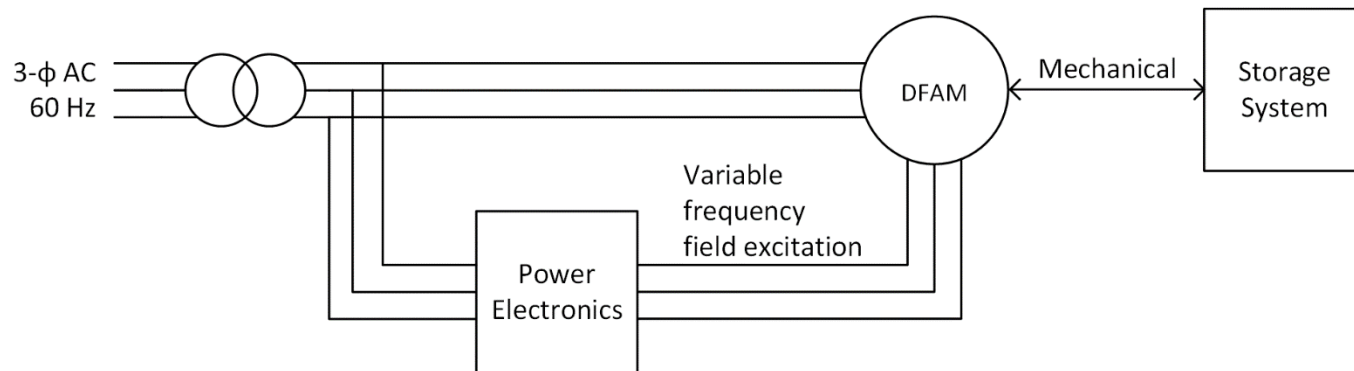 3-ϕ AC
60 Hz
DFAM
Mechanical
Storage
System
Variable
frequency
field excitation
Power
Electronics